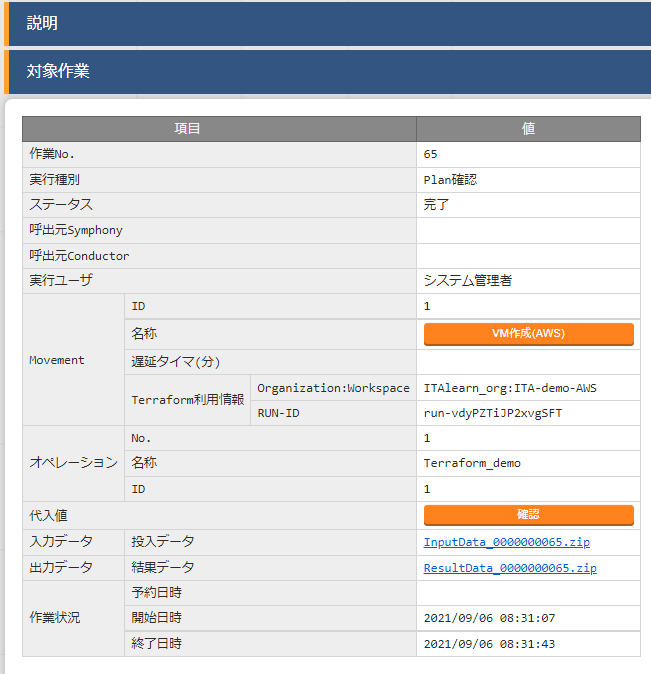 説明
対象作業
項目 値
作業No. 65
実行種別 Plan確認
ステータス 完了
呼出元Symphony
呼出元Conductor
実行ユーザ システム管理者
Movement
ID 1
名称 VM作成(AWS)
遅延タイマ(分)
Terraform利用情報
Organization:Workspace ITAlearn_org:ITA-demo-AWS
RUN-ID run-vdyPZTiJP2xvgSFT
オペレーション
No. 1
名称 Terraform_demo
ID 1
代入値 確認
入力データ 投入データ InputData_0000000065.zip
出力データ 結果データ ResultData_0000000065.zip
作業状況
予約日時
開始日時 2021/09/06 08:31:07
終了日時 2021/09/06 08:31:43